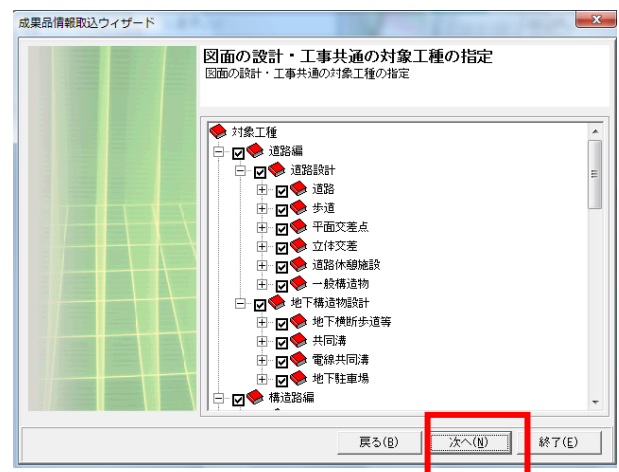 成果品情報取込ウィザード
図面の設計・工事共通の対象工種の指定
図面の設計・工事共通の対象工種の指定
対象工種
道路編
道路設計
道路
歩道
平面交差点
立体交差
道路休憩施設
一般構造物
地下構造物設計
地下横断歩道等
共同溝
電線共同溝
地下駐車場
構造路編
戻る(B) 次へ(N) 終了(E)